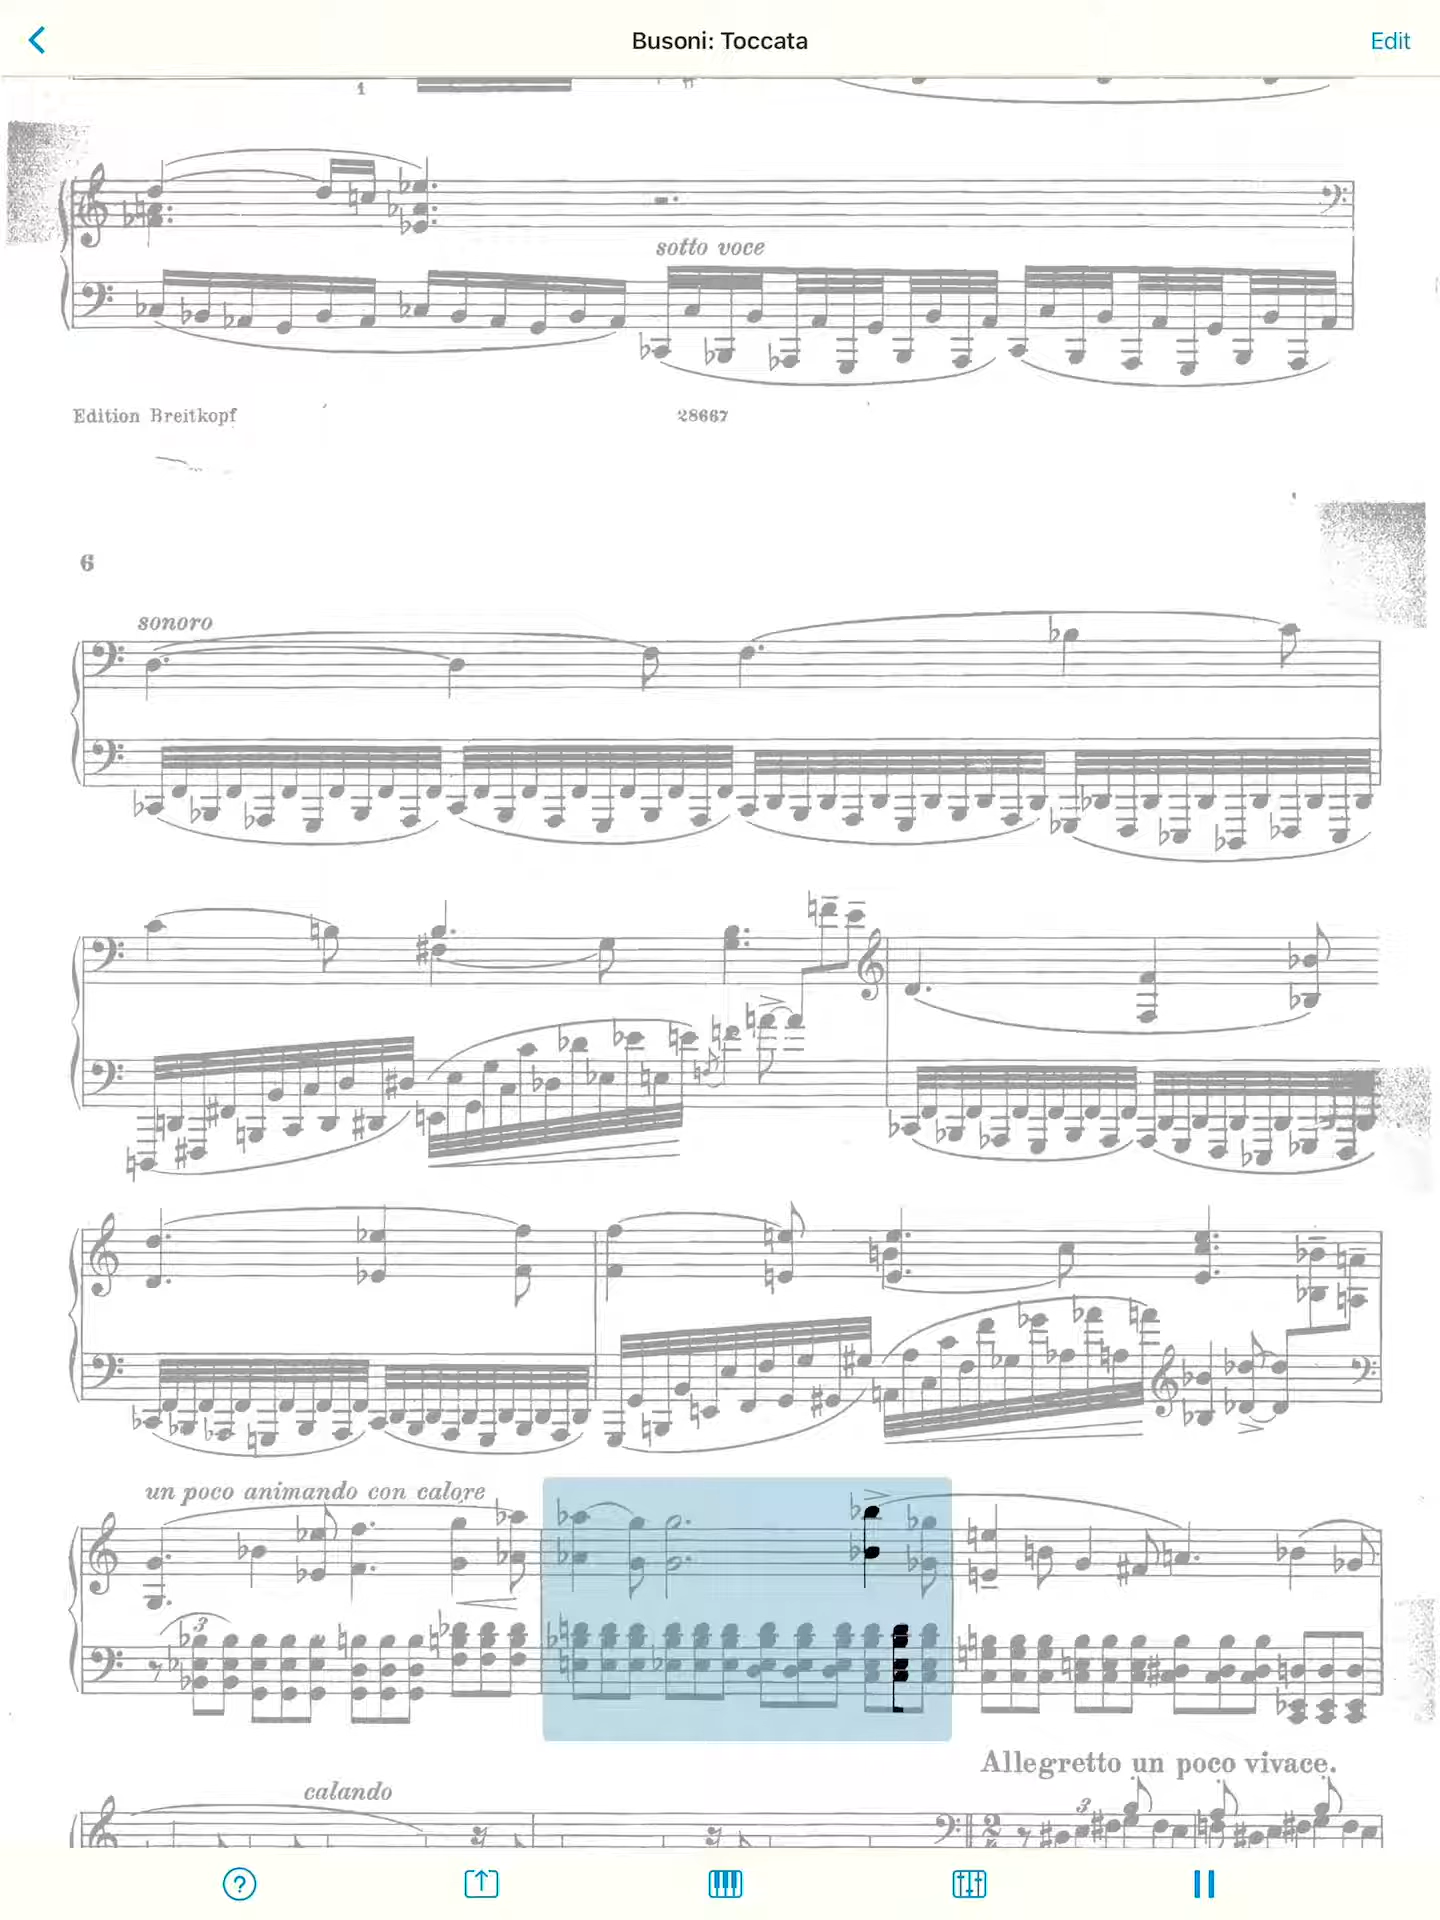 Busoni: Toccata
Edit
1
sotto voce
Edition Breitkopf
28667
6
sonoro
un poco animando con calore
3
Allegretto un poco vivace.
calando
3
2
?